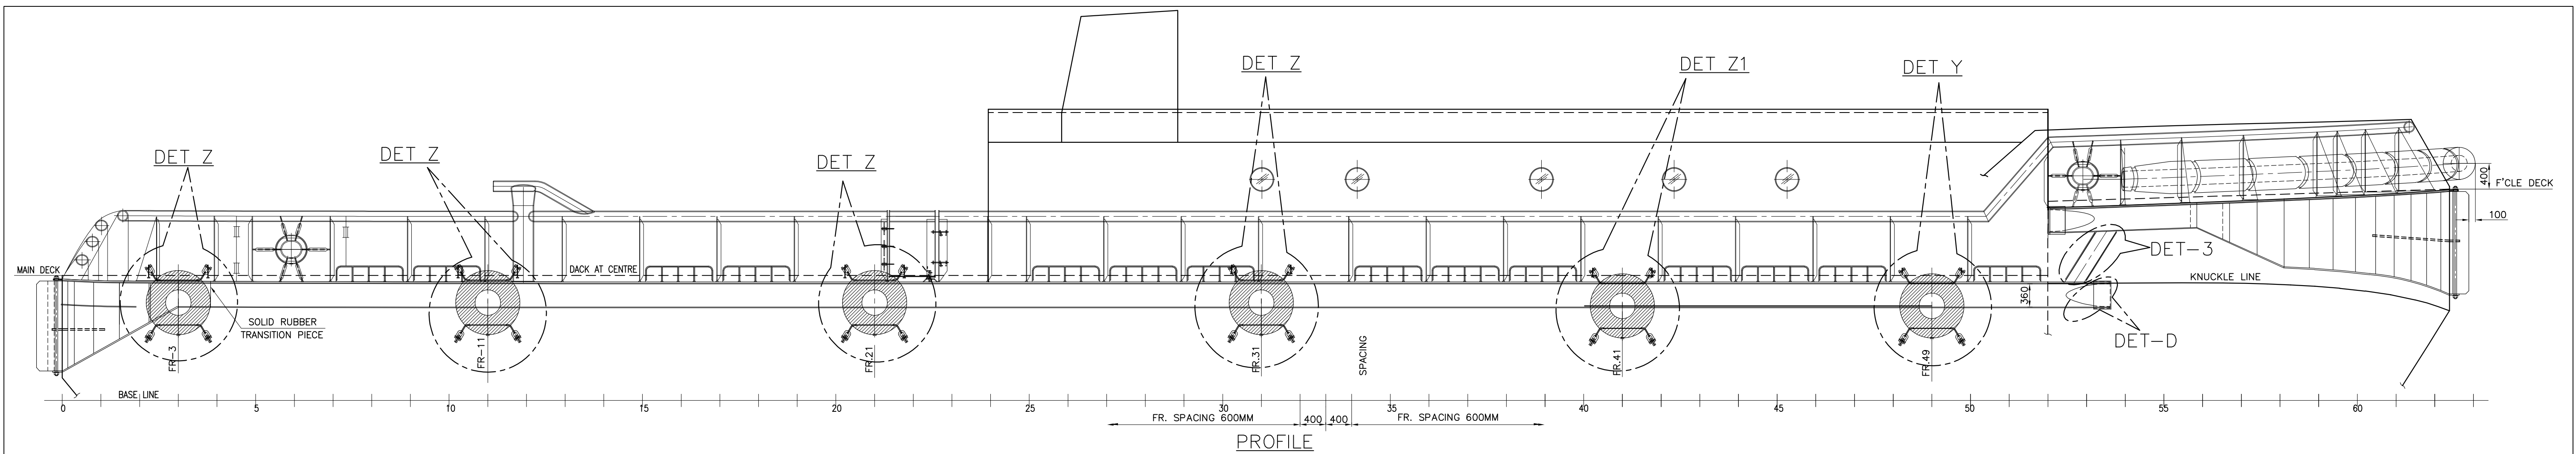 DET Z
DET Z
DET Z
DET Z
DET Z1
DET Y
400
F'CLE DECK
100
DET-3
KNUCKLE LINE
MAIN DECK
DACK AT CENTRE
360
SOLID RUBBER
TRANSITION PIECE
DET-D
FR-3
FR-11
FR.21
FR.31
SPACING
FR.41
FR.49
BASE LINE
0 5 10 15 20 25 30 35 40 45 50 55 60
FR. SPACING 600MM 400 400 FR. SPACING 600MM
PROFILE